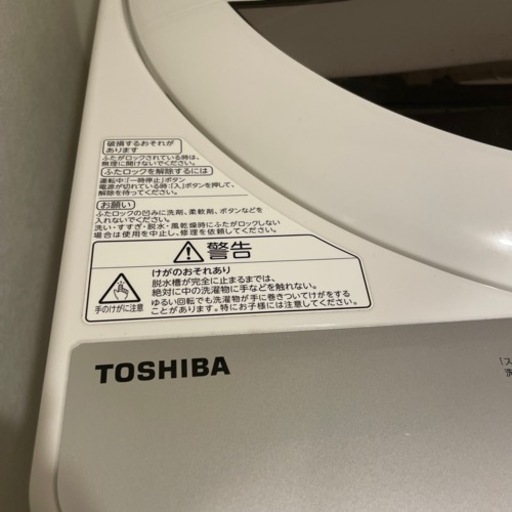 破損するおそれが
あります
ふたがロックされている時は、
無理に開けないでください。
ふたロックを解除するには
運転中:「一時停止」ボタン
電源が切れている時:「入」ボタンを押して、
解除を待ってください。
お願い
ふたロックの凹みに洗剤、柔軟剤、ボタンなどを
入れないでください。
洗い・すすぎ・脱水・風乾燥時にふたがロックしない
場合は使用を中止し、修理を依頼してください。
警告
けがのおそれあり
脱水槽が完全に止まるまでは、
絶対に中の洗濯物に手などを触れない。
ゆるい回転でも洗濯物が手に巻きついてけがをする
ことがあります。特にお子様には注意してください。
手のけがに注意
TOSHIBA
「ス
洗